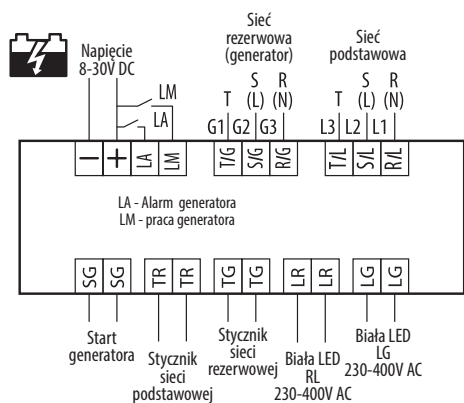 Napięcie
8-30V DC
LM
LA
Sieć
rezerwowa
(generator)
S R
T (L) (N)
G1 G2 G3
Sieć
podstawowa
S R
T (L) (N)
L3 L2 L1
— + LA LM
T/G S/G R/G
T/L S/L R/L
LA - Alarm generatora
LM - praca generatora
SG SG TR TR TG TG LR LR LG LG
Start
generatora
Stycznik
sieci
podstawowej
Stycznik
sieci
rezerwowej
Biała LED
RL
230-400V AC
Biała LED
LG
230-400V AC